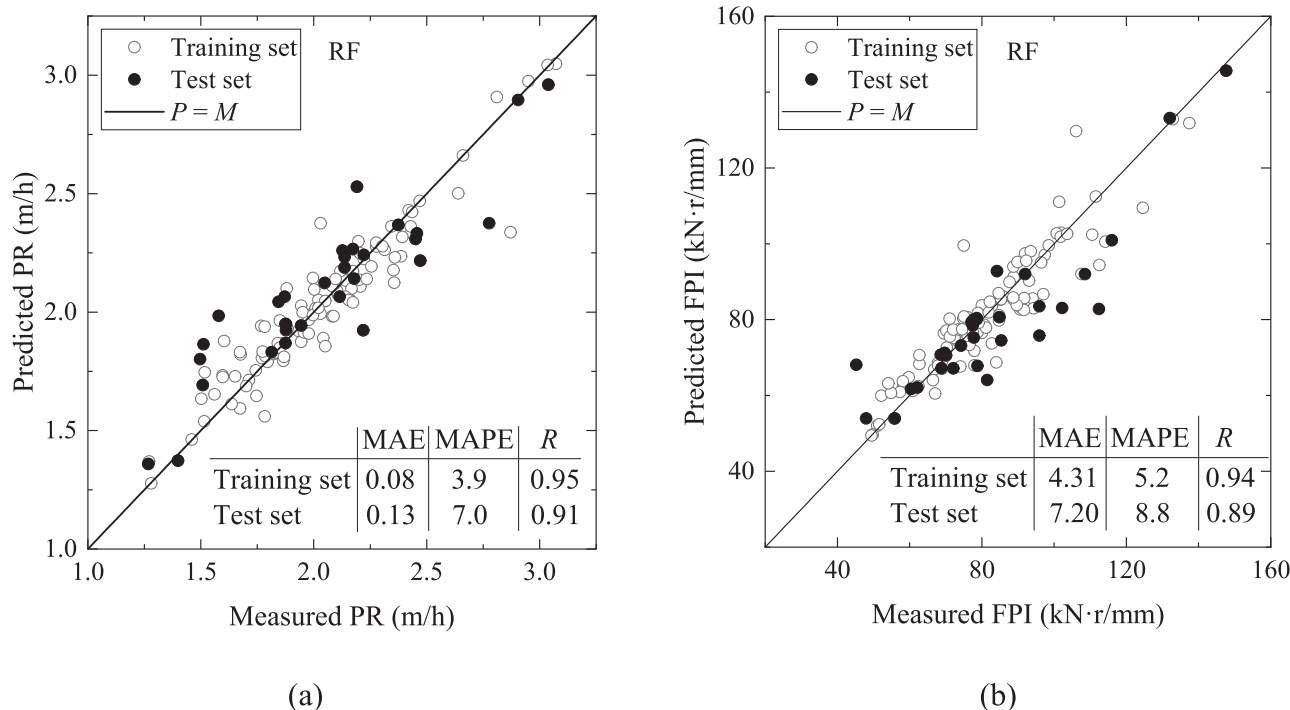 Training set
Test set
P = M
RF
3.0
2.5
2.0
1.5
1.0
Predicted PR (m/h)
MAE MAPE R
Training set 0.08 3.9 0.95
Test set 0.13 7.0 0.91
1.0 1.5 2.0 2.5 3.0
Measured PR (m/h)
(a)
Training set
Test set
P = M
RF
160
120
80
40
Predicted FPI (kN·r/mm)
MAE MAPE R
Training set 4.31 5.2 0.94
Test set 7.20 8.8 0.89
40 80 120 160
Measured FPI (kN·r/mm)
(b)